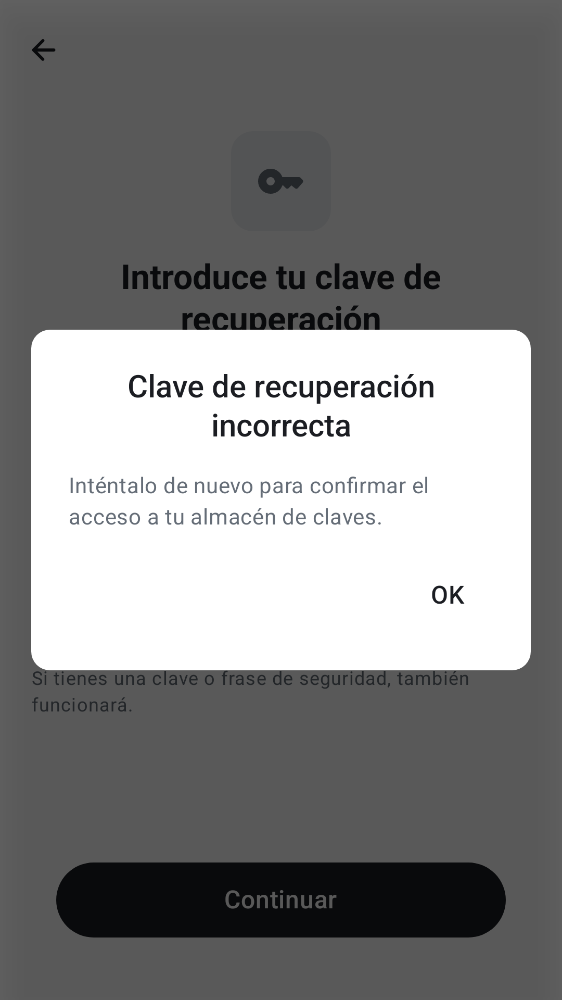 Introduce tu clave de
recuperación
Clave de recuperación
incorrecta
Inténtalo de nuevo para confirmar el
acceso a tu almacén de claves.
OK
Si tienes una clave o frase de seguridad, también
funcionará.
Continuar